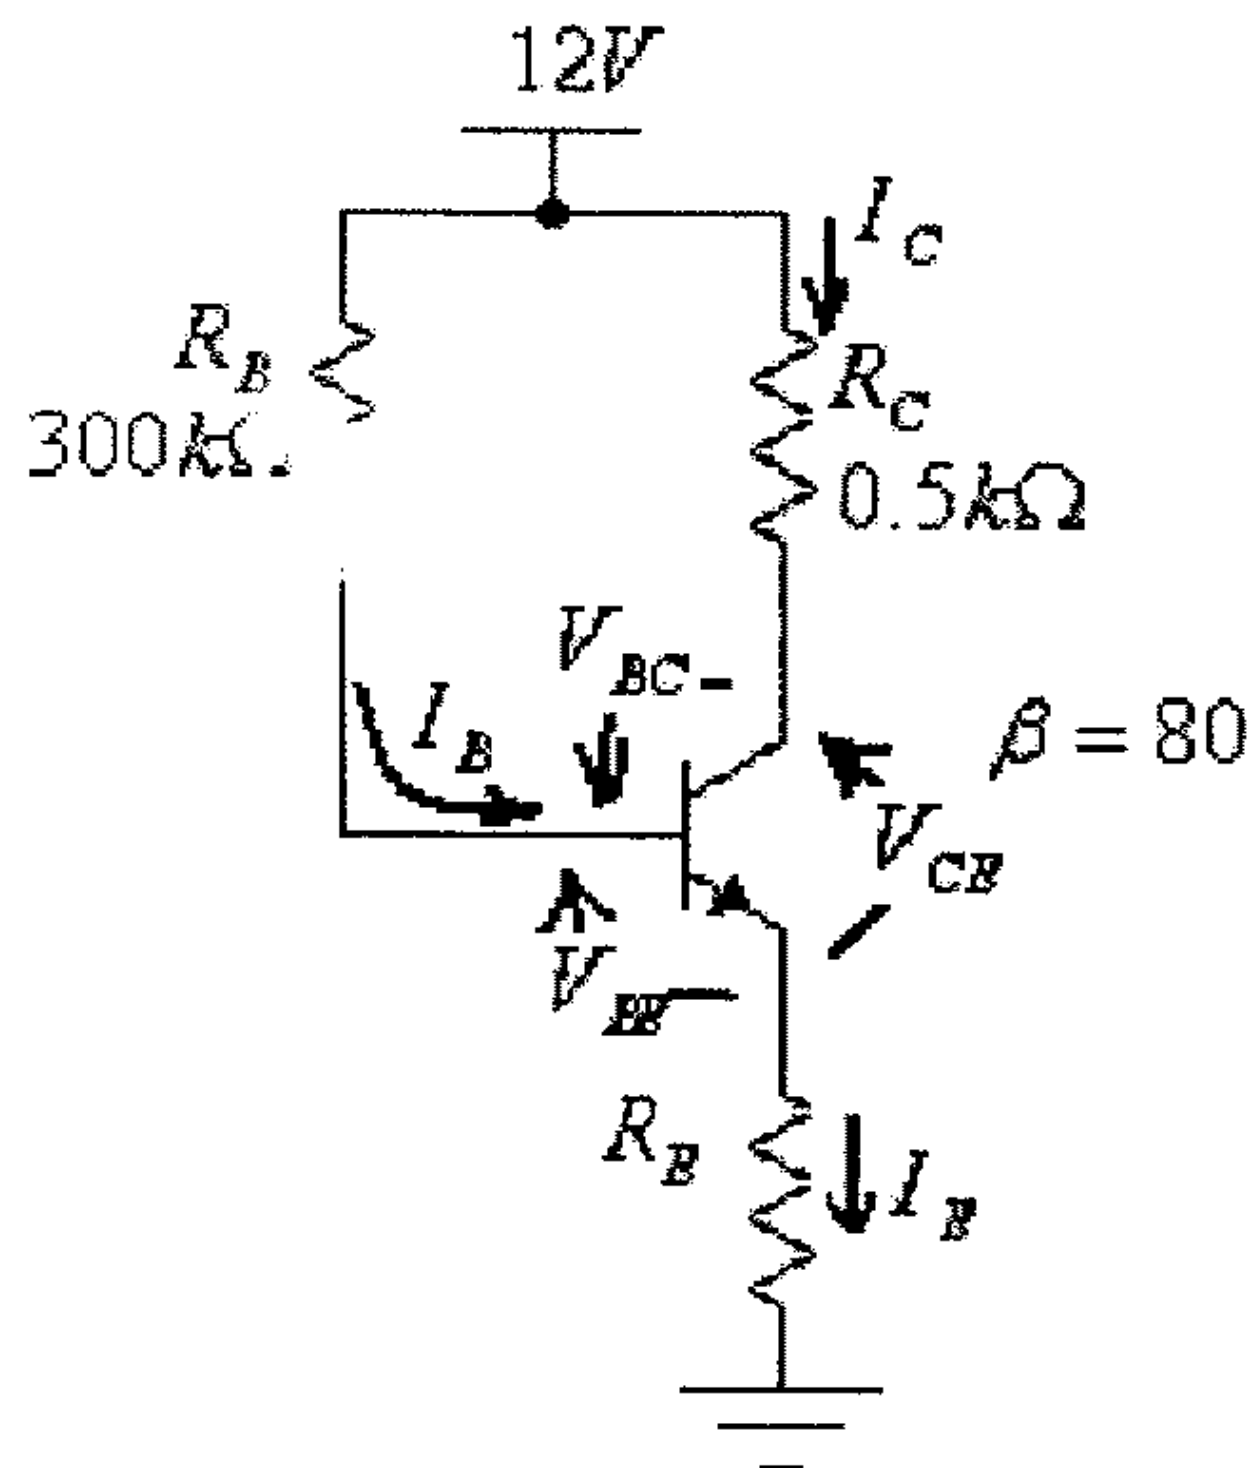 12V
I_C
R_B
300kΩ
R_C
0.5kΩ
V_BC -
I_B
β = 80
V_CE
V_BE
R_E
I_E